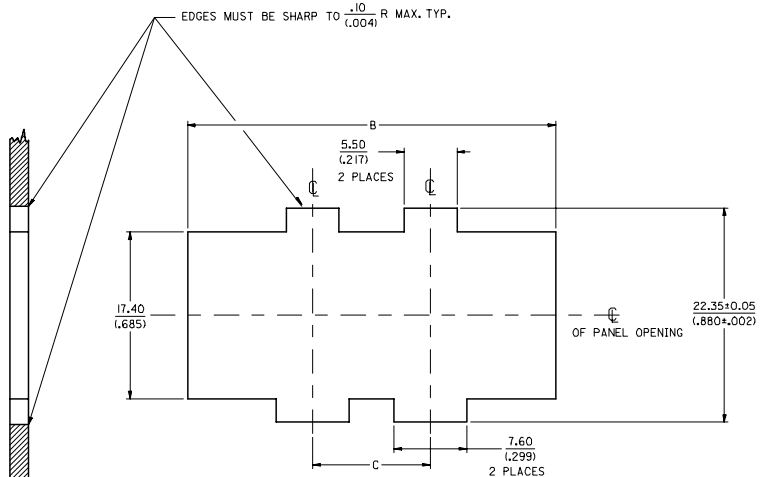 EDGES MUST BE SHARP TO .10/(.004) R MAX. TYP.
B
5.50
(.217)
2 PLACES
℄
℄
17.40
(.685)
22.35±0.05
(.880±.002)
℄
OF PANEL OPENING
7.60
(.299)
2 PLACES
C